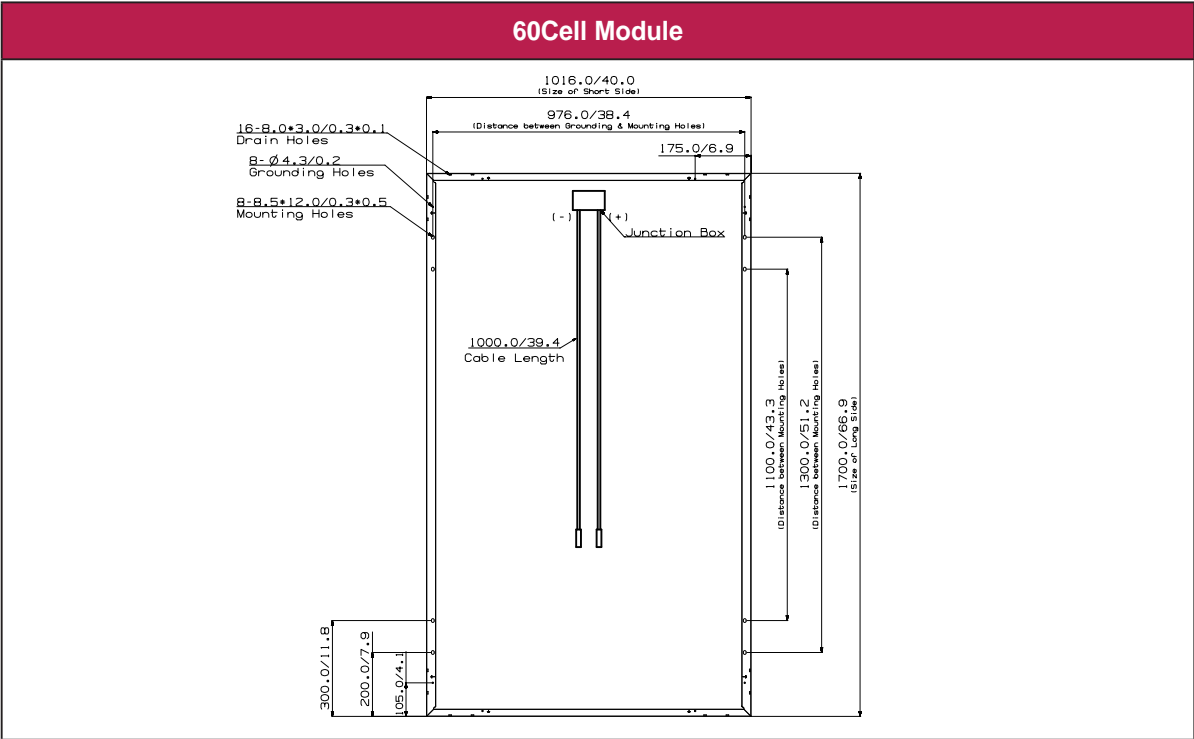 60Cell Module
1016.0/40.0
(Size of Short Side)
976.0/38.4
(Distance between Grounding & Mounting Holes)
16-8.0*3.0/0.3*0.1
Drain Holes
175.0/6.9
8-Ø4.3/0.2
Grounding Holes
8-8.5*12.0/0.3*0.5
Mounting Holes
(-)
(+)
Junction Box
1000.0/39.4
Cable Length
1100.0/43.3
(Distance between Mounting Holes)
1300.0/51.2
(Distance between Mounting Holes)
1700.0/66.9
(Size of Long Side)
300.0/11.8
200.0/7.9
105.0/4.1